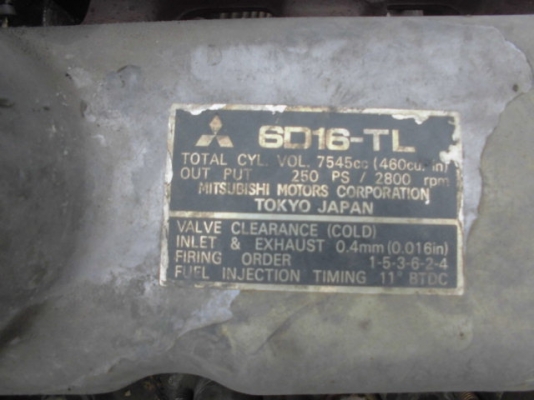 6D16-TL
TOTAL CYL. VOL. 7545cc (460cu. in)
OUT PUT 250 PS / 2800 rpm
MITSUBISHI MOTORS CORPORATION
TOKYO JAPAN
VALVE CLEARANCE (COLD)
INLET & EXHAUST 0.4mm (0.016in)
FIRING ORDER 1-5-3-6-2-4
FUEL INJECTION TIMING 11° BTDC